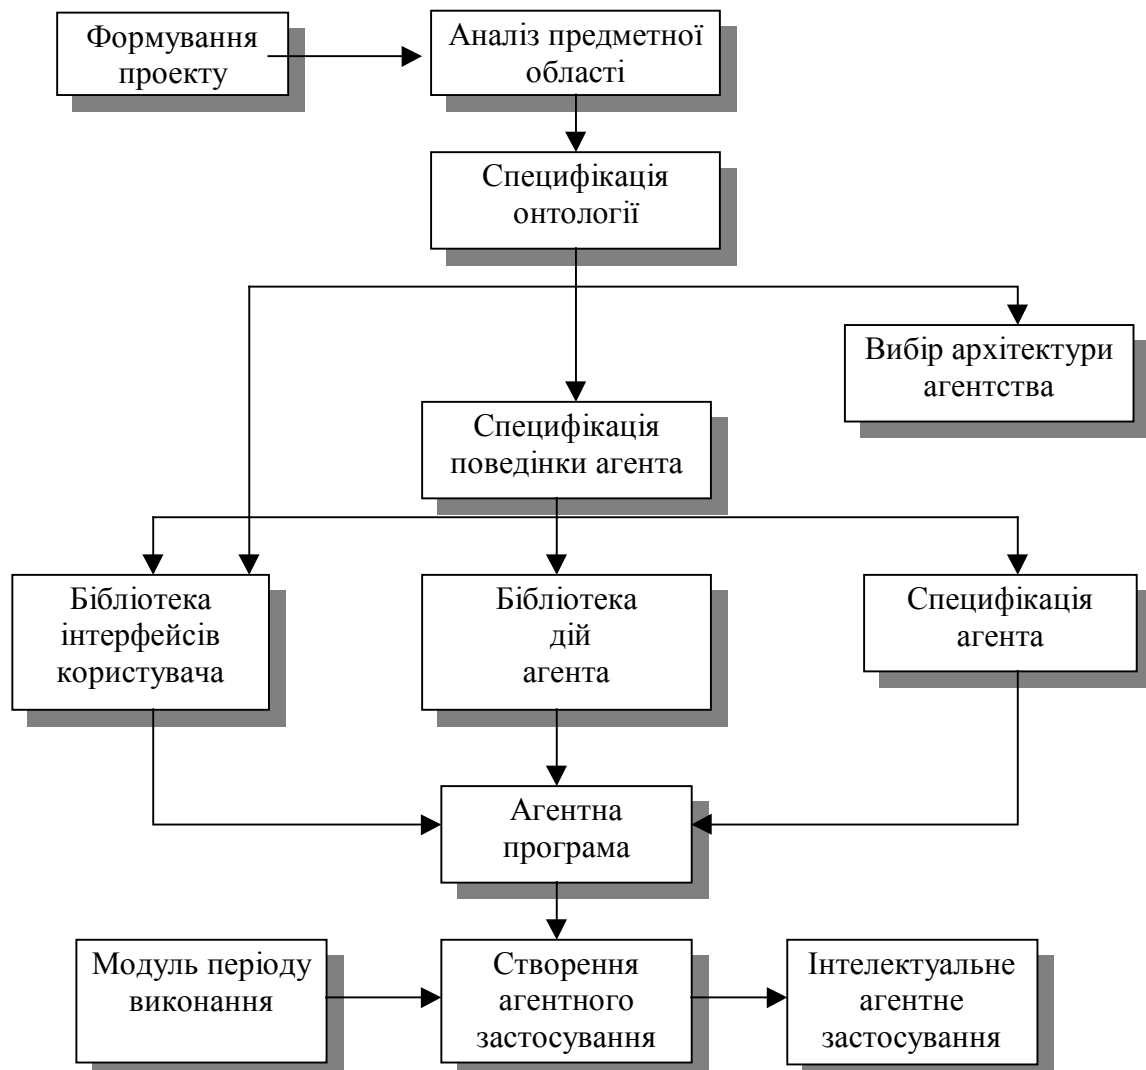 Формування
проекту
Аналіз предметної
області
Специфікація
онтології
Вибір архітектури
агентства
Специфікація
поведінки агента
Бібліотека
інтерфейсів
користувача
Бібліотека
дій
агента
Специфікація
агента
Агентна
програма
Модуль періоду
виконання
Створення
агентного
застосування
Інтелектуальне
агентне
застосування